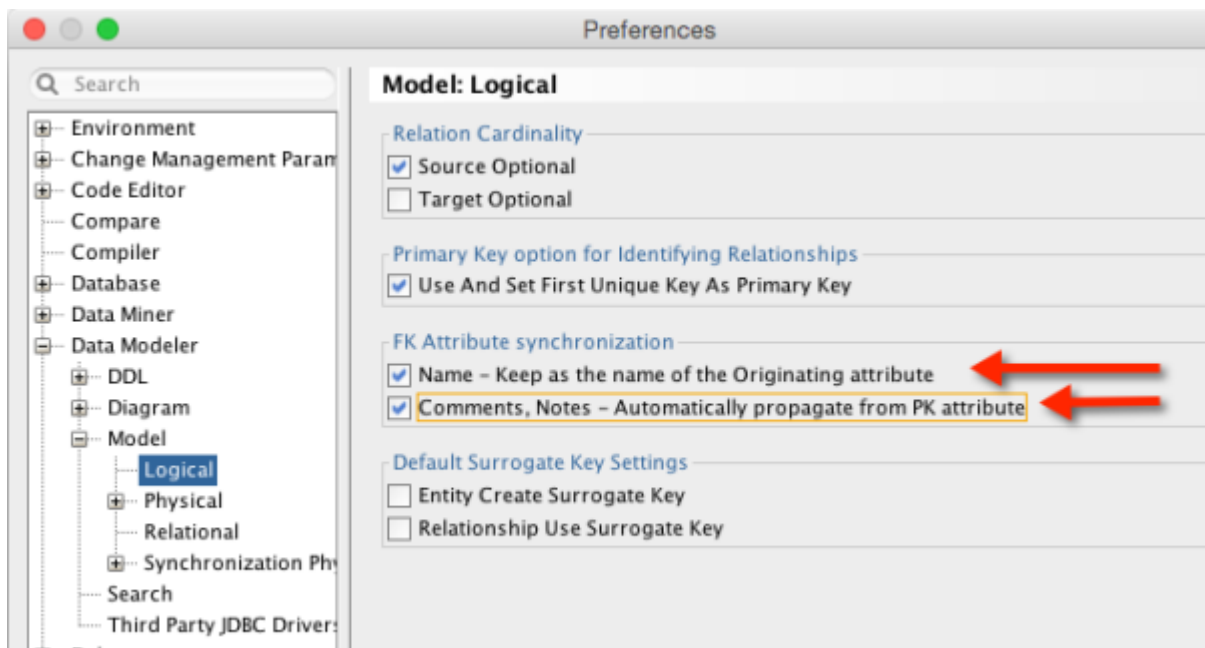 Preferences
Search
Environment
Change Management Param
Code Editor
Compare
Compiler
Database
Data Miner
Data Modeler
DDL
Diagram
Model
Logical
Physical
Relational
Synchronization Phy
Search
Third Party JDBC Drivers
Model: Logical
Relation Cardinality
Source Optional
Target Optional
Primary Key option for Identifying Relationships
Use And Set First Unique Key As Primary Key
FK Attribute synchronization
Name – Keep as the name of the Originating attribute
Comments, Notes – Automatically propagate from PK attribute
Default Surrogate Key Settings
Entity Create Surrogate Key
Relationship Use Surrogate Key